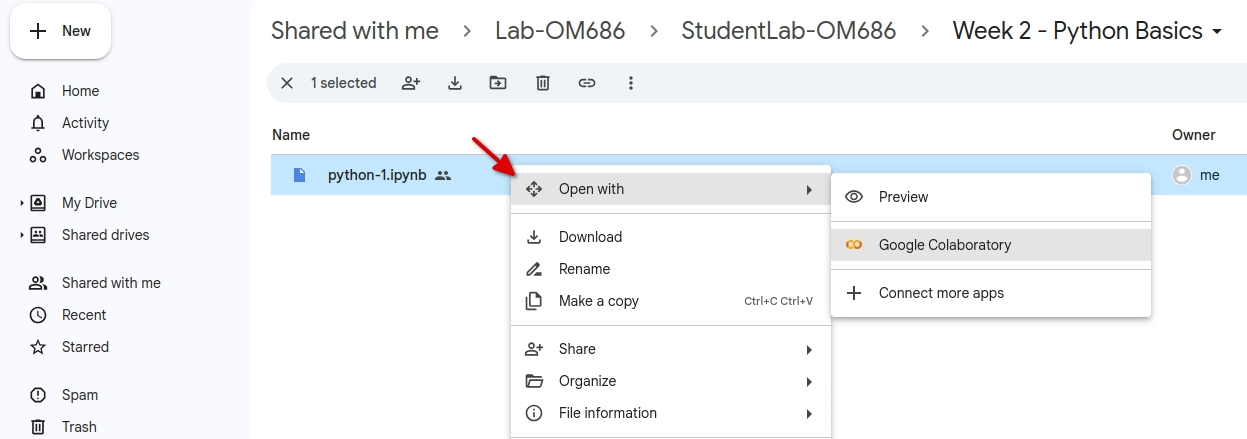 New
Home
Activity
Workspaces
My Drive
Shared drives
Shared with me
Recent
Starred
Spam
Trash
Shared with me > Lab-OM686 > StudentLab-OM686 > Week 2 - Python Basics
1 selected
Name Owner
python-1.ipynb me
Open with
Download
Rename
Make a copy Ctrl+C Ctrl+V
Share
Organize
File information
Preview
Google Colaboratory
Connect more apps